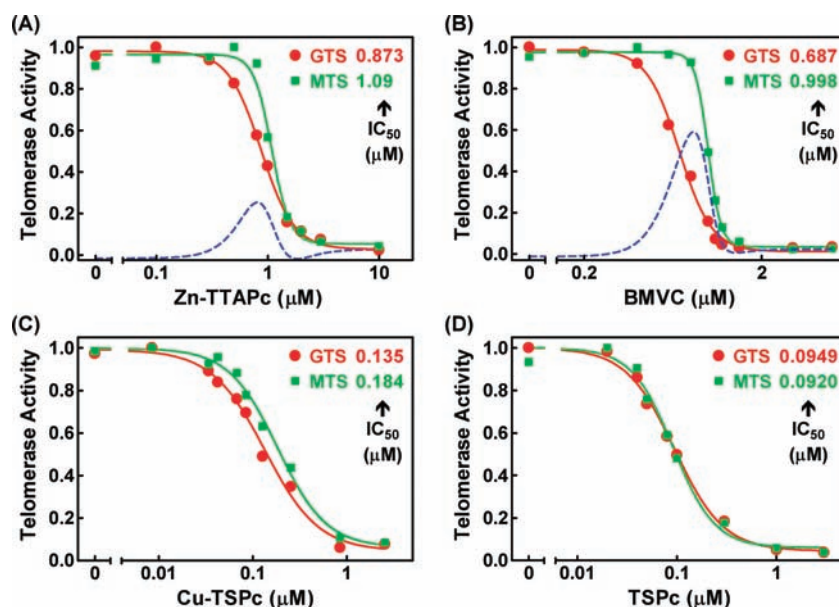 (A)
Telomerase Activity
1.0
0.8
0.6
0.4
0.2
0.0
GTS 0.873
MTS 1.09
IC50
(μM)
0 0.1 1 10
Zn-TTAPc (μM)
(B)
Telomerase Activity
1.0
0.8
0.6
0.4
0.2
0.0
GTS 0.687
MTS 0.998
IC50
(μM)
0 0.2 2
BMVC (μM)
(C)
Telomerase Activity
1.0
0.8
0.6
0.4
0.2
0.0
GTS 0.135
MTS 0.184
IC50
(μM)
0 0.01 0.1 1
Cu-TSPc (μM)
(D)
Telomerase Activity
1.0
0.8
0.6
0.4
0.2
0.0
GTS 0.0949
MTS 0.0920
IC50
(μM)
0 0.01 0.1 1
TSPc (μM)